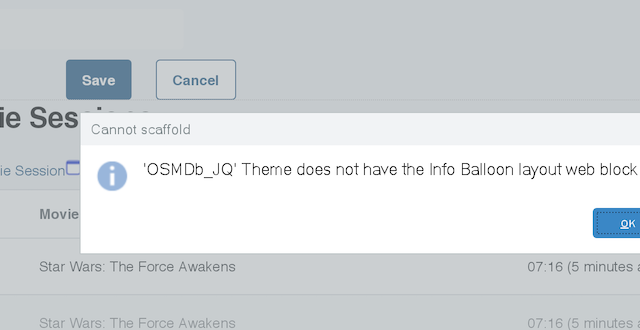 Save Cancel
ie Ses
Cannot scaffold
'OSMDb_JQ' Theme does not have the Info Balloon layout web block
ie Session
OK
Movie
Star Wars: The Force Awakens 07:16 (5 minutes a
Star Wars: The Force Awakens 07:16 (5 minutes a